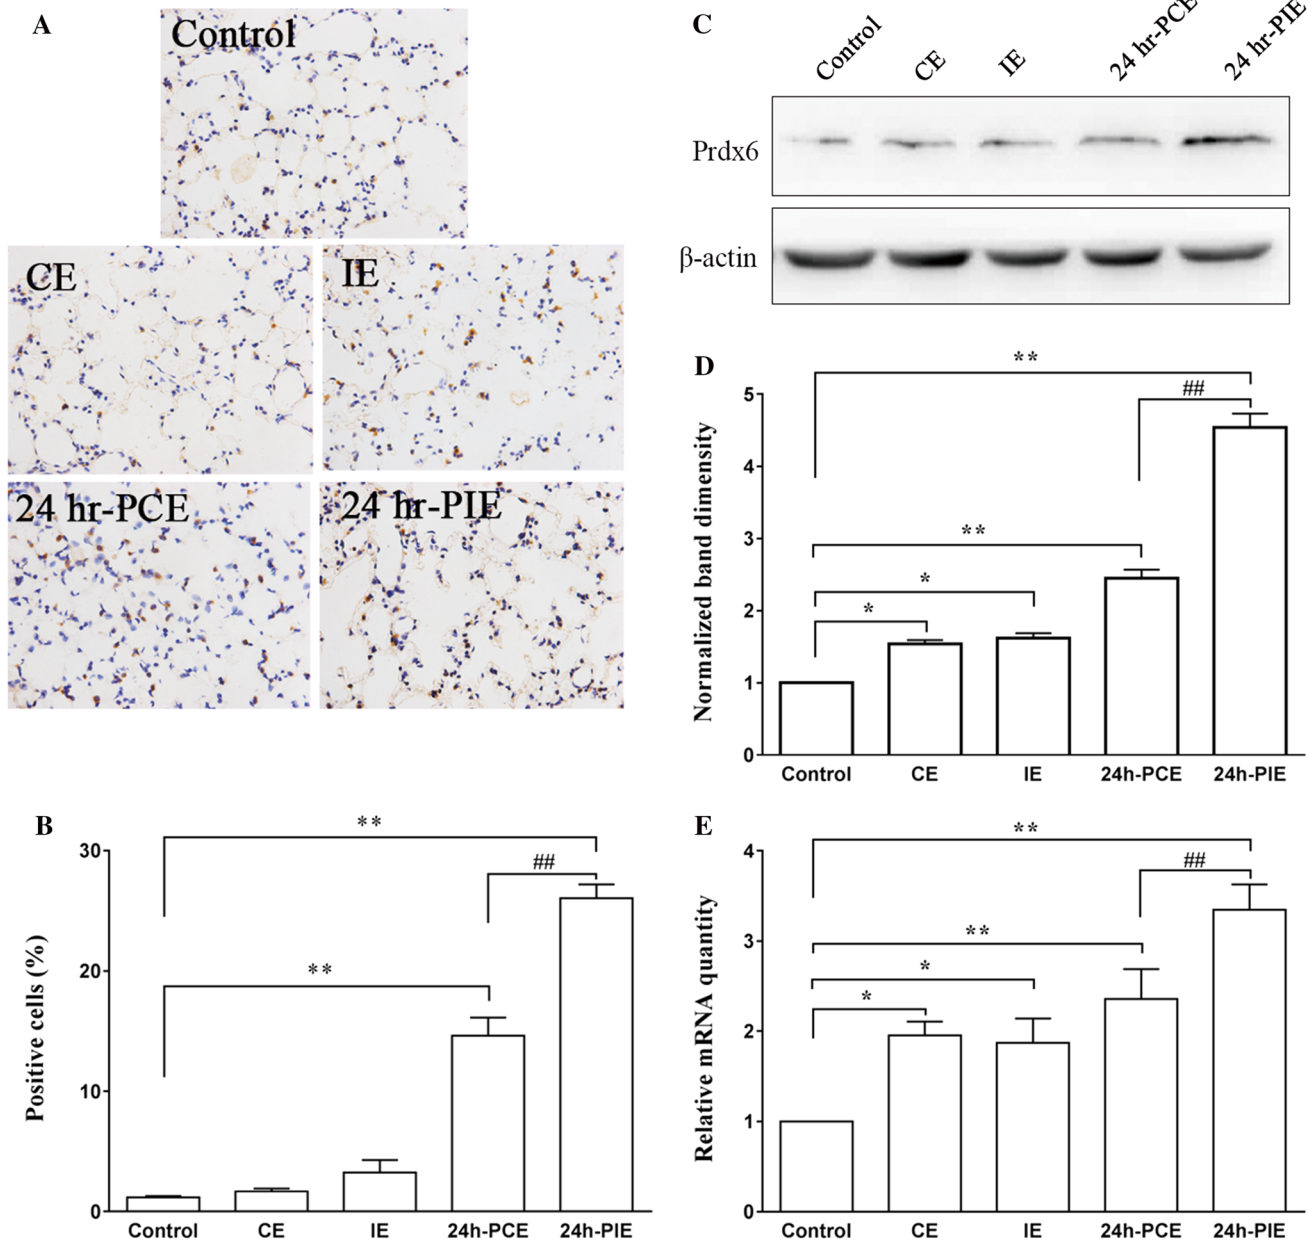 A
Control
CE
IE
24 hr-PCE
24 hr-PIE
B
**
##
**
30
20
10
0
Positive cells (%)
Control
CE
IE
24h-PCE
24h-PIE
C
Control
CE
IE
24 hr-PCE
24 hr-PIE
Prdx6
β-actin
D
**
##
**
*
*
5
4
3
2
1
0
Normalized band dimensity
Control
CE
IE
24h-PCE
24h-PIE
E
**
##
**
*
*
4
3
2
1
0
Relative mRNA quantity
Control
CE
IE
24h-PCE
24h-PIE